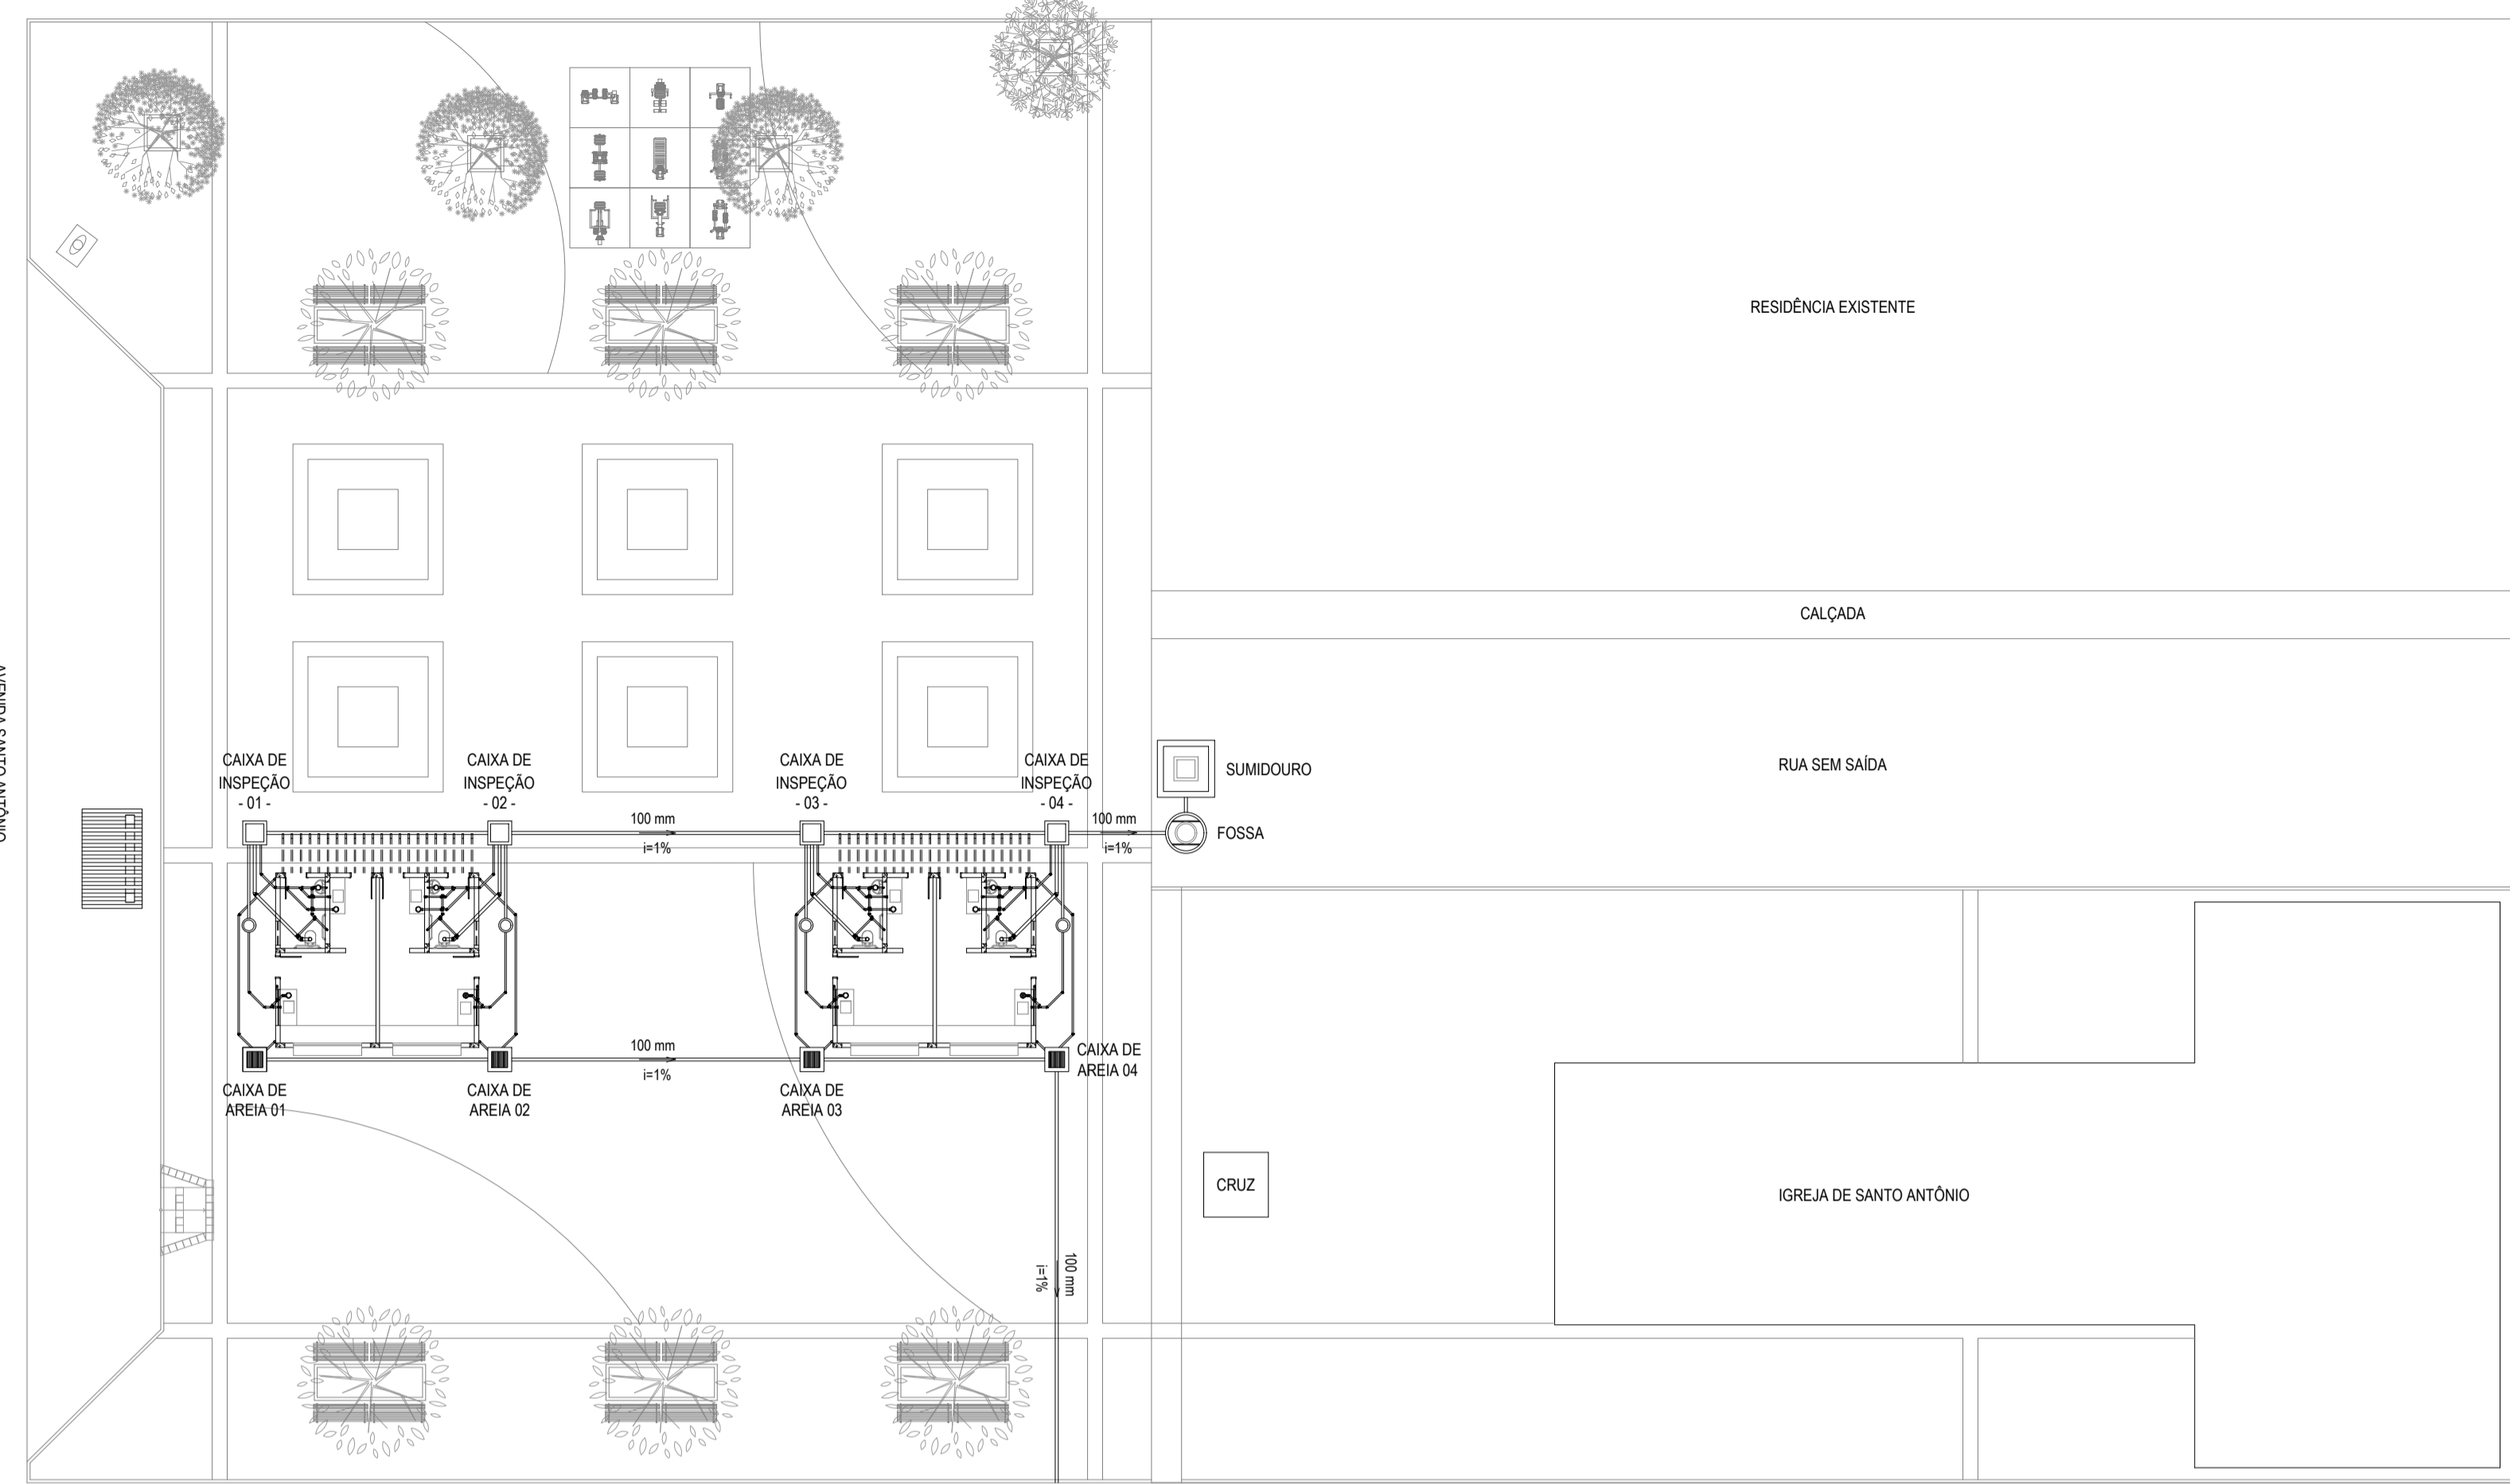 RESIDÊNCIA EXISTENTE
CALÇADA
AVENIDA SANTO ANTÔNIO
RUA SEM SAÍDA
SUMIDOURO
FOSSA
CAIXA DE
INSPEÇÃO
- 01 -
CAIXA DE
INSPEÇÃO
- 02 -
CAIXA DE
INSPEÇÃO
- 03 -
CAIXA DE
INSPEÇÃO
- 04 -
100 mm
i=1%
100 mm
i=1%
100 mm
i=1%
CAIXA DE
AREIA 01
CAIXA DE
AREIA 02
CAIXA DE
AREIA 03
CAIXA DE
AREIA 04
CRUZ
IGREJA DE SANTO ANTÔNIO
100 mm
i=1%